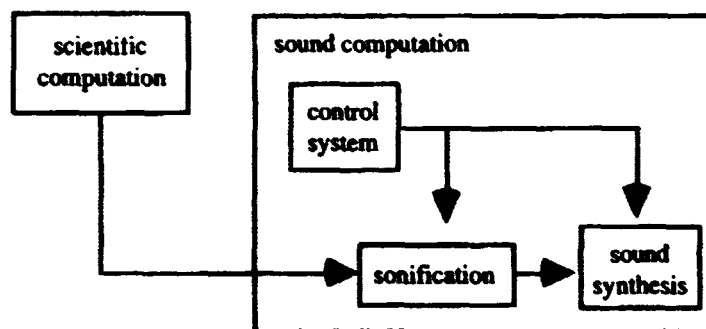 scientific
computation
sound computation
control
system
sonification
sound
synthesis